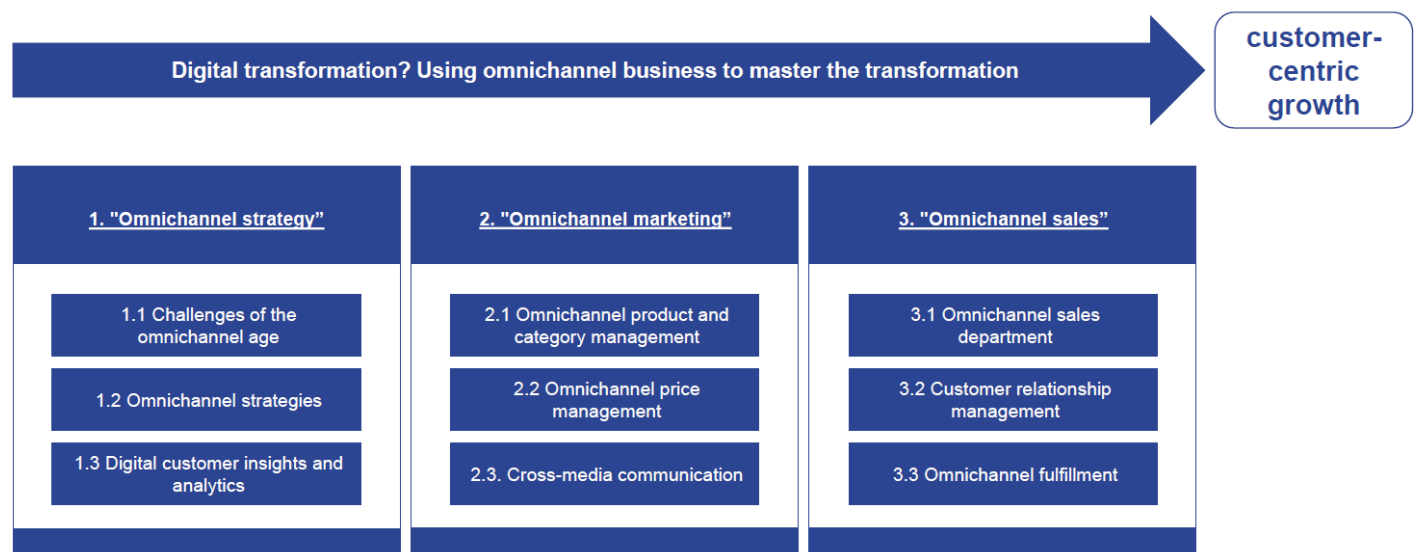 Digital transformation? Using omnichannel business to master the transformation
customer-
centric
growth
1. "Omnichannel strategy”
2. "Omnichannel marketing”
3. "Omnichannel sales”
1.1 Challenges of the
omnichannel age
1.2 Omnichannel strategies
1.3 Digital customer insights and
analytics
2.1 Omnichannel product and
category management
2.2 Omnichannel price
management
2.3. Cross-media communication
3.1 Omnichannel sales
department
3.2 Customer relationship
management
3.3 Omnichannel fulfillment